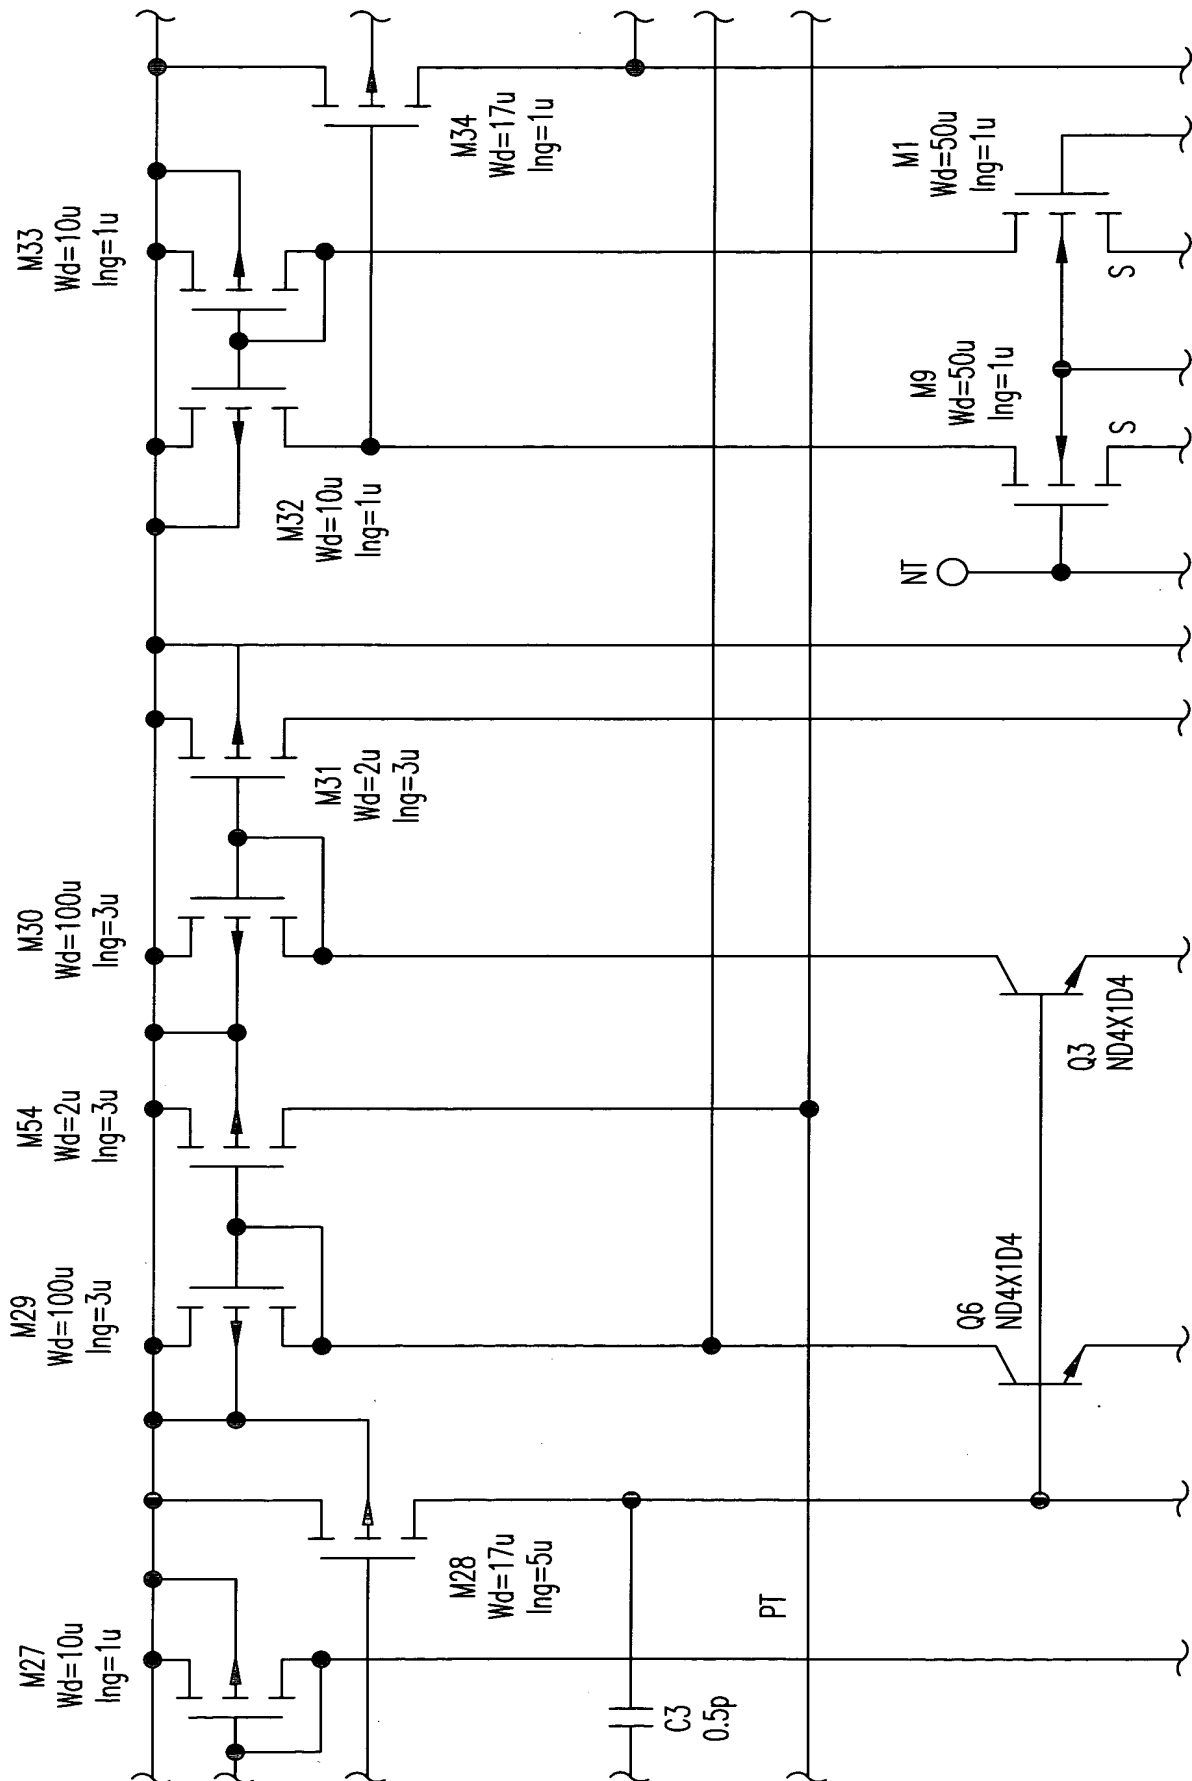 M27
Wd=10u
lng=1u
M28
Wd=17u
lng=5u
C3
0.5p
PT
M29
Wd=100u
lng=3u
Q6
ND4X1D4
M54
Wd=2u
lng=3u
M30
Wd=100u
lng=3u
Q3
ND4X1D4
M31
Wd=2u
lng=3u
NT
M32
Wd=10u
lng=1u
M9
Wd=50u
lng=1u
S
M33
Wd=10u
lng=1u
S
M34
Wd=17u
lng=1u
M1
Wd=50u
lng=1u